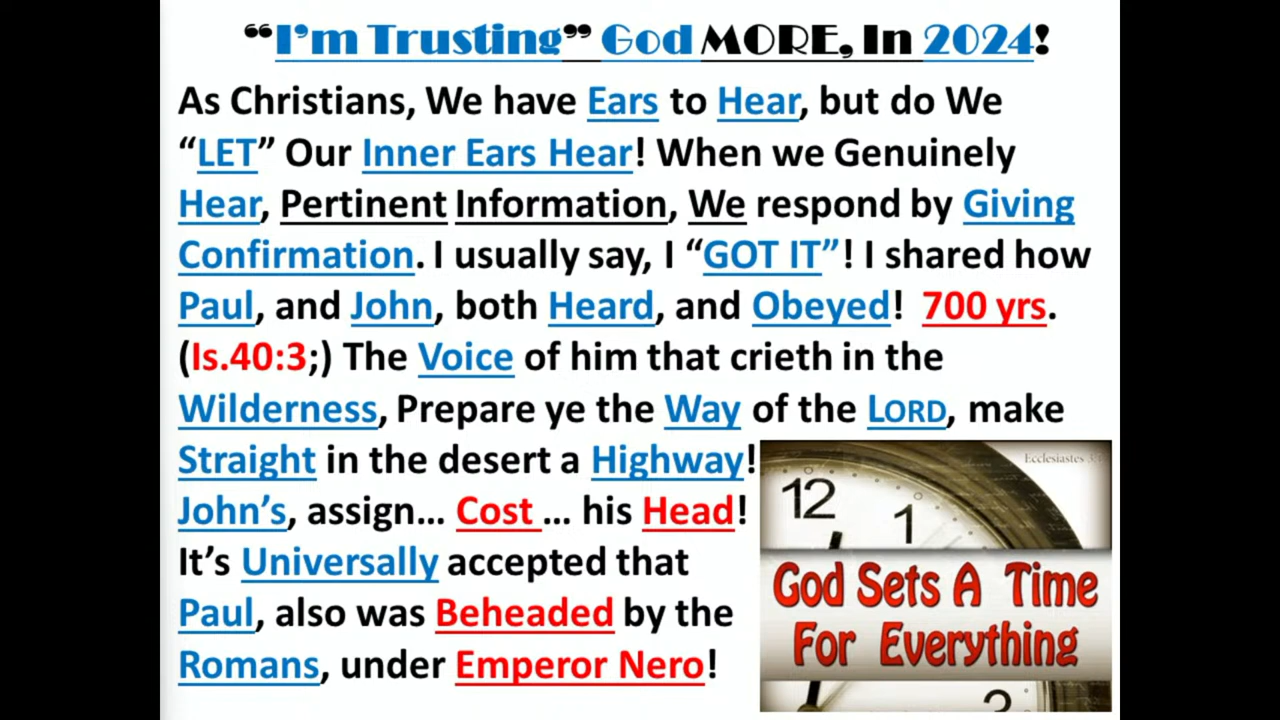 “I’m Trusting” God MORE, In 2024!
As Christians, We have Ears to Hear, but do We
“LET” Our Inner Ears Hear! When we Genuinely
Hear, Pertinent Information, We respond by Giving
Confirmation. I usually say, I “GOT IT”! I shared how
Paul, and John, both Heard, and Obeyed! 700 yrs.
(Is.40:3;) The Voice of him that crieth in the
Wilderness, Prepare ye the Way of the LORD, make
Straight in the desert a Highway!
John’s, assign... Cost ... his Head!
It’s Universally accepted that
Paul, also was Beheaded by the
Romans, under Emperor Nero!
Ecclesiastes
12
1
God Sets A Time
For Everything